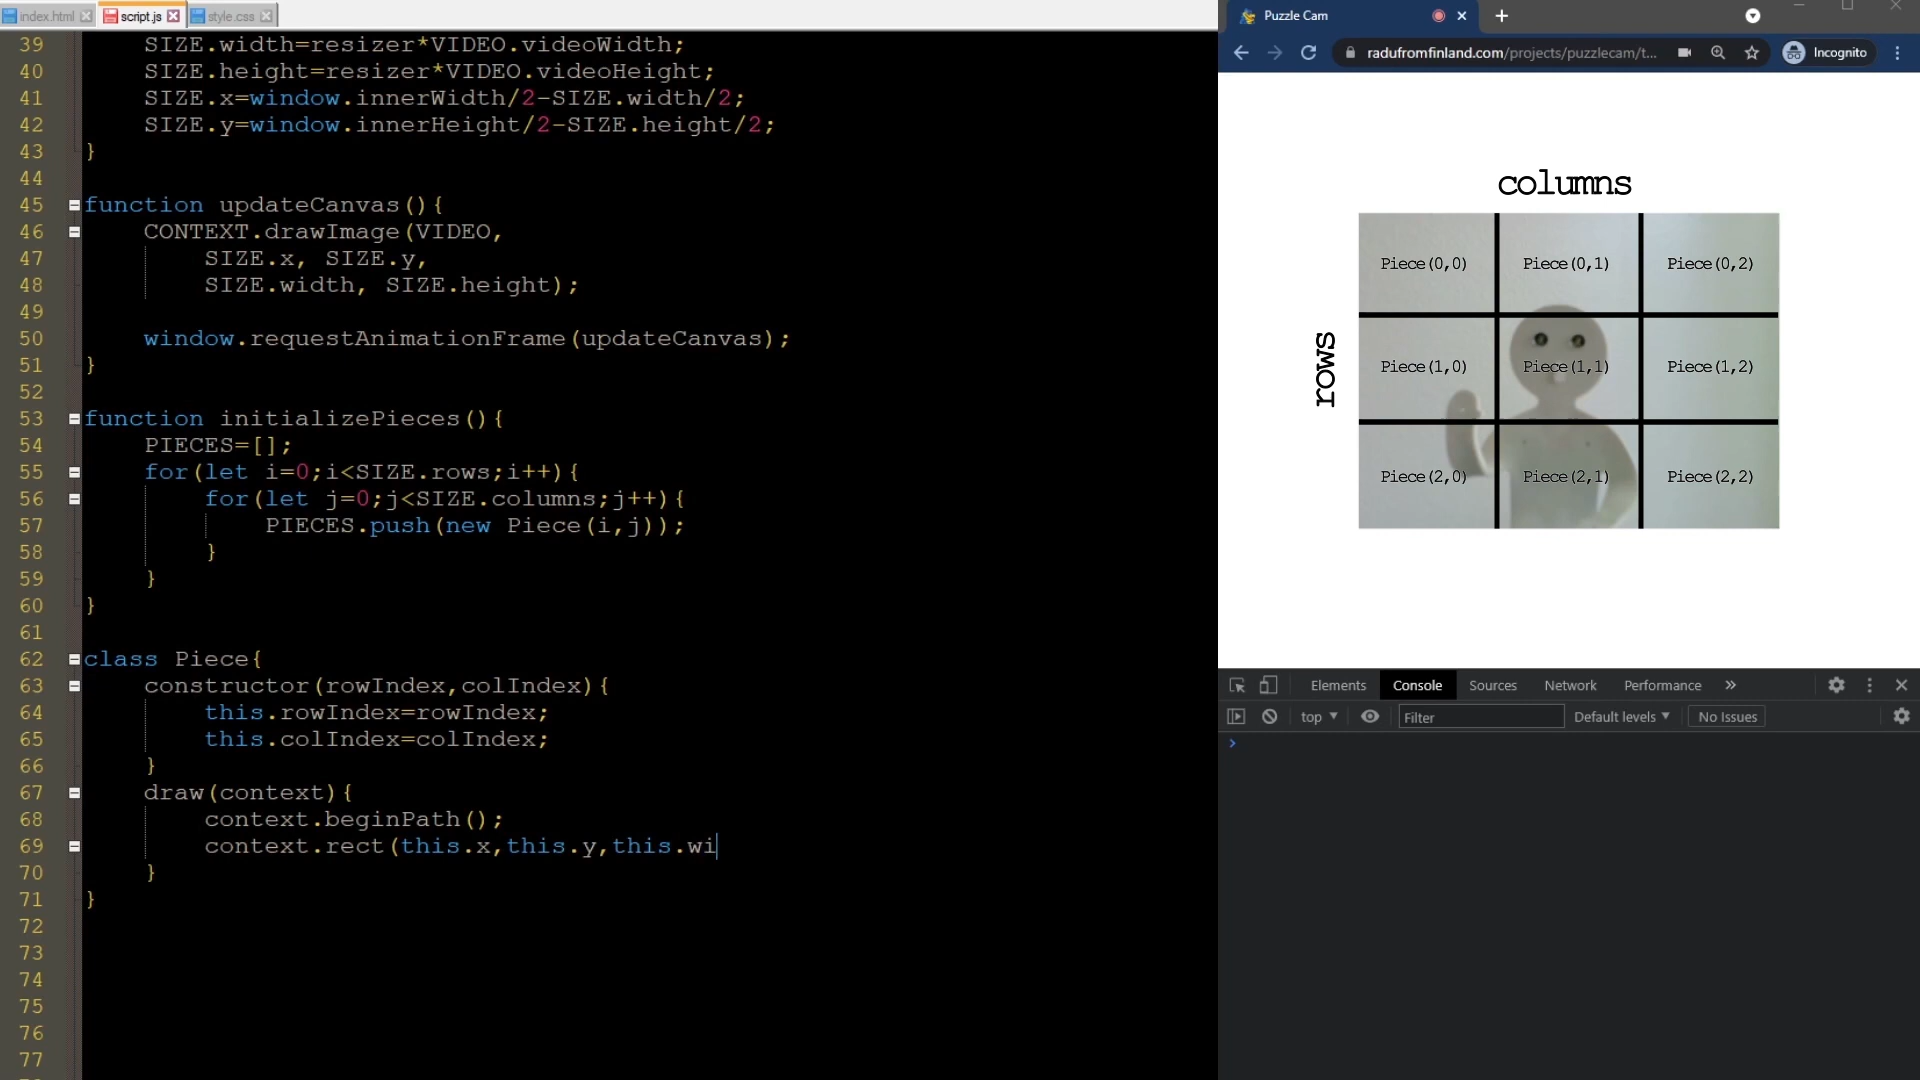 index.html
script.js
style.css
39 SIZE.width=resizer*VIDEO.videoWidth;
40 SIZE.height=resizer*VIDEO.videoHeight;
41 SIZE.x=window.innerWidth/2-SIZE.width/2;
42 SIZE.y=window.innerHeight/2-SIZE.height/2;
43 }
44
45 function updateCanvas(){
46 CONTEXT.drawImage(VIDEO,
47 SIZE.x, SIZE.y,
48 SIZE.width, SIZE.height);
49
50 window.requestAnimationFrame(updateCanvas);
51 }
52
53 function initializePieces(){
54 PIECES=[];
55 for(let i=0;i<SIZE.rows;i++){
56 for(let j=0;j<SIZE.columns;j++){
57 PIECES.push(new Piece(i,j));
58 }
59 }
60 }
61
62 class Piece{
63 constructor(rowIndex,colIndex){
64 this.rowIndex=rowIndex;
65 this.colIndex=colIndex;
66 }
67 draw(context){
68 context.beginPath();
69 context.rect(this.x,this.y,this.wi
70 }
71 }
72
73
74
75
76
77
Puzzle Cam
radufromfinland.com/projects/puzzlecam/t...
Incognito
columns
rows
Piece(0,0) Piece(0,1) Piece(0,2)
Piece(1,0) Piece(1,1) Piece(1,2)
Piece(2,0) Piece(2,1) Piece(2,2)
Elements Console Sources Network Performance »
top Filter Default levels No Issues